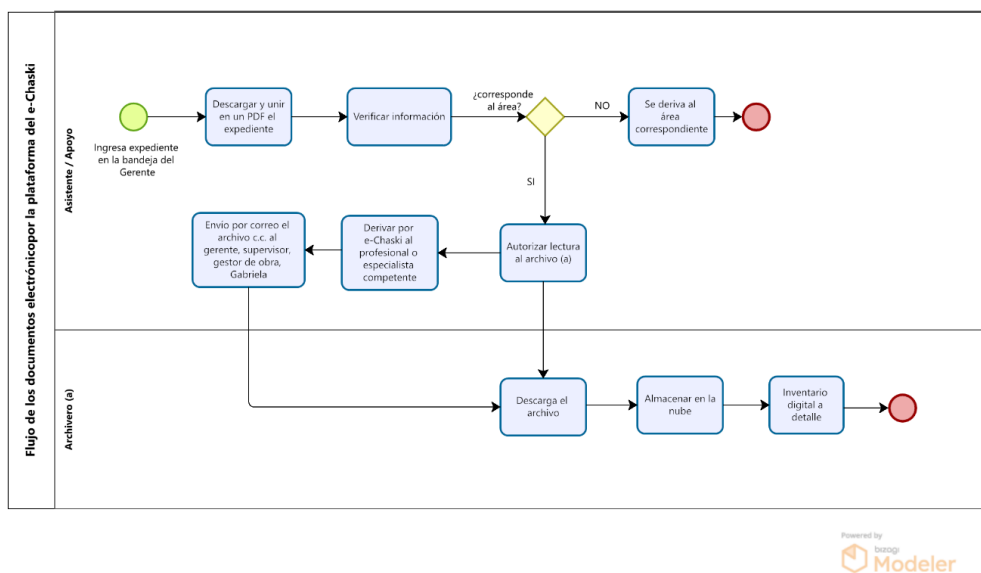 Flujo de los documentos electrónicopor la plataforma del e-Chaski
Asistente / Apoyo
Ingresa expediente
en la bandeja del
Gerente
Descargar y unir
en un PDF el
expediente
Verificar información
¿corresponde
al área?
NO
Se deriva al
área
correspondiente
SI
Autorizar lectura
al archivo (a)
Derivar por
e-Chaski al
profesional o
especialista
competente
Envio por correo el
archivo c.c. al
gerente, supervisor,
gestor de obra,
Gabriela
Archivero (a)
Descarga el
archivo
Almacenar en la
nube
Inventario
digital a
detalle
Powered by
bizagi
Modeler